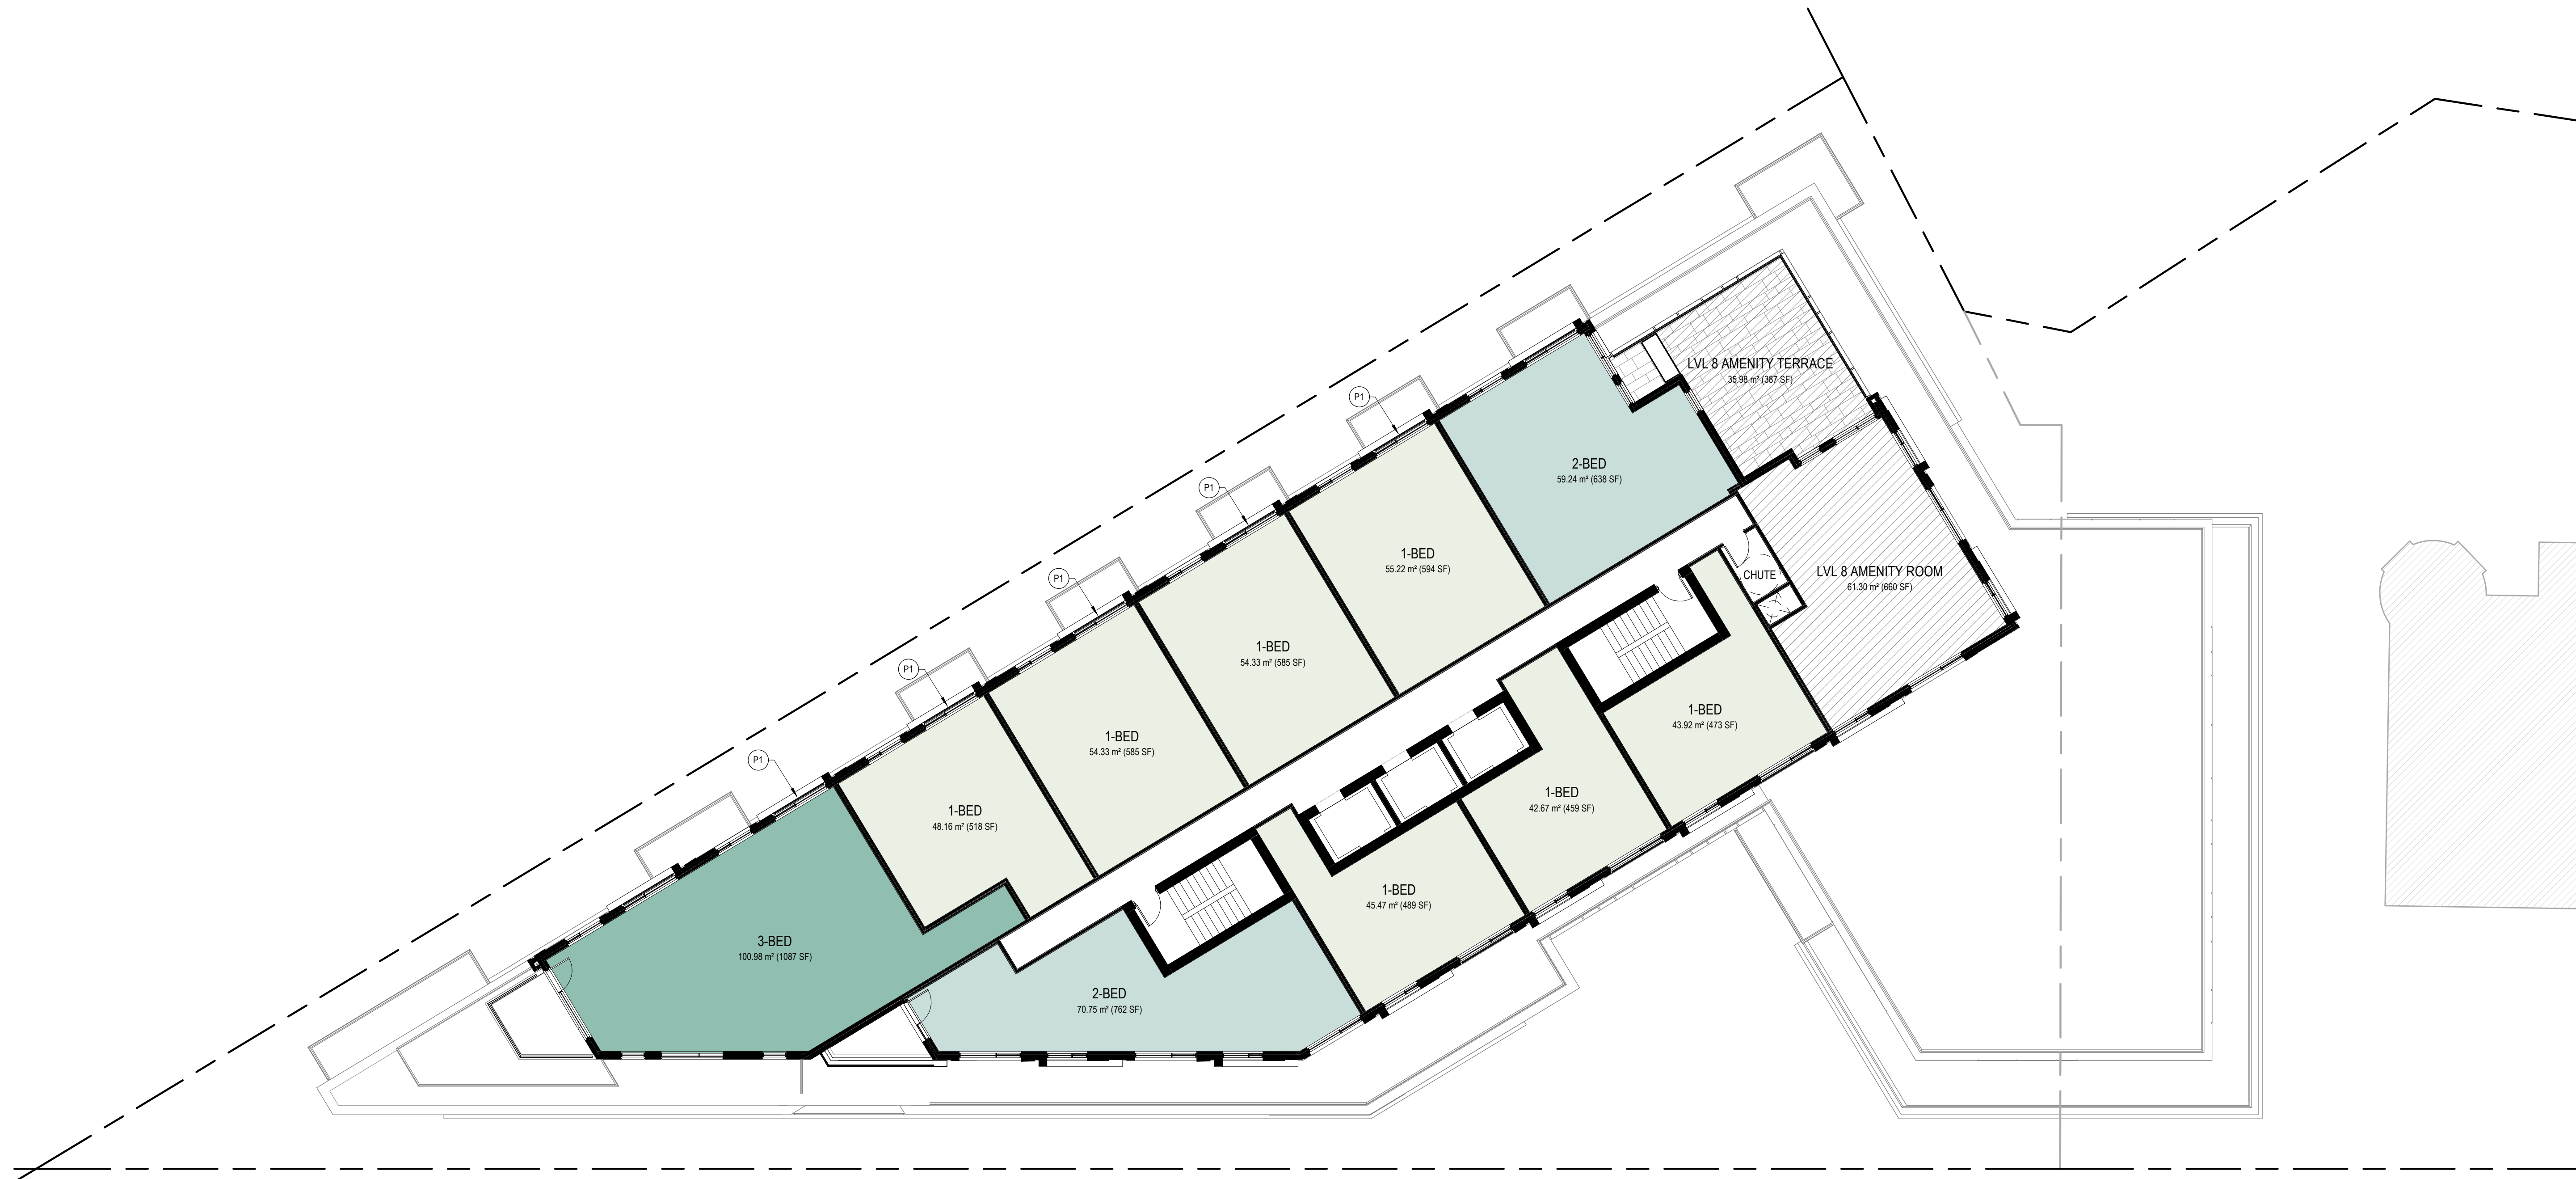 LVL 8 AMENITY TERRACE
35.98 m² (387 SF)
P1
2-BED
59.24 m² (638 SF)
P1
1-BED
55.22 m² (594 SF)
CHUTE
LVL 8 AMENITY ROOM
61.30 m² (660 SF)
P1
1-BED
54.33 m² (585 SF)
P1
1-BED
43.92 m² (473 SF)
1-BED
54.33 m² (585 SF)
P1
1-BED
42.67 m² (459 SF)
1-BED
48.16 m² (518 SF)
1-BED
45.47 m² (489 SF)
3-BED
100.98 m² (1087 SF)
2-BED
70.75 m² (762 SF)